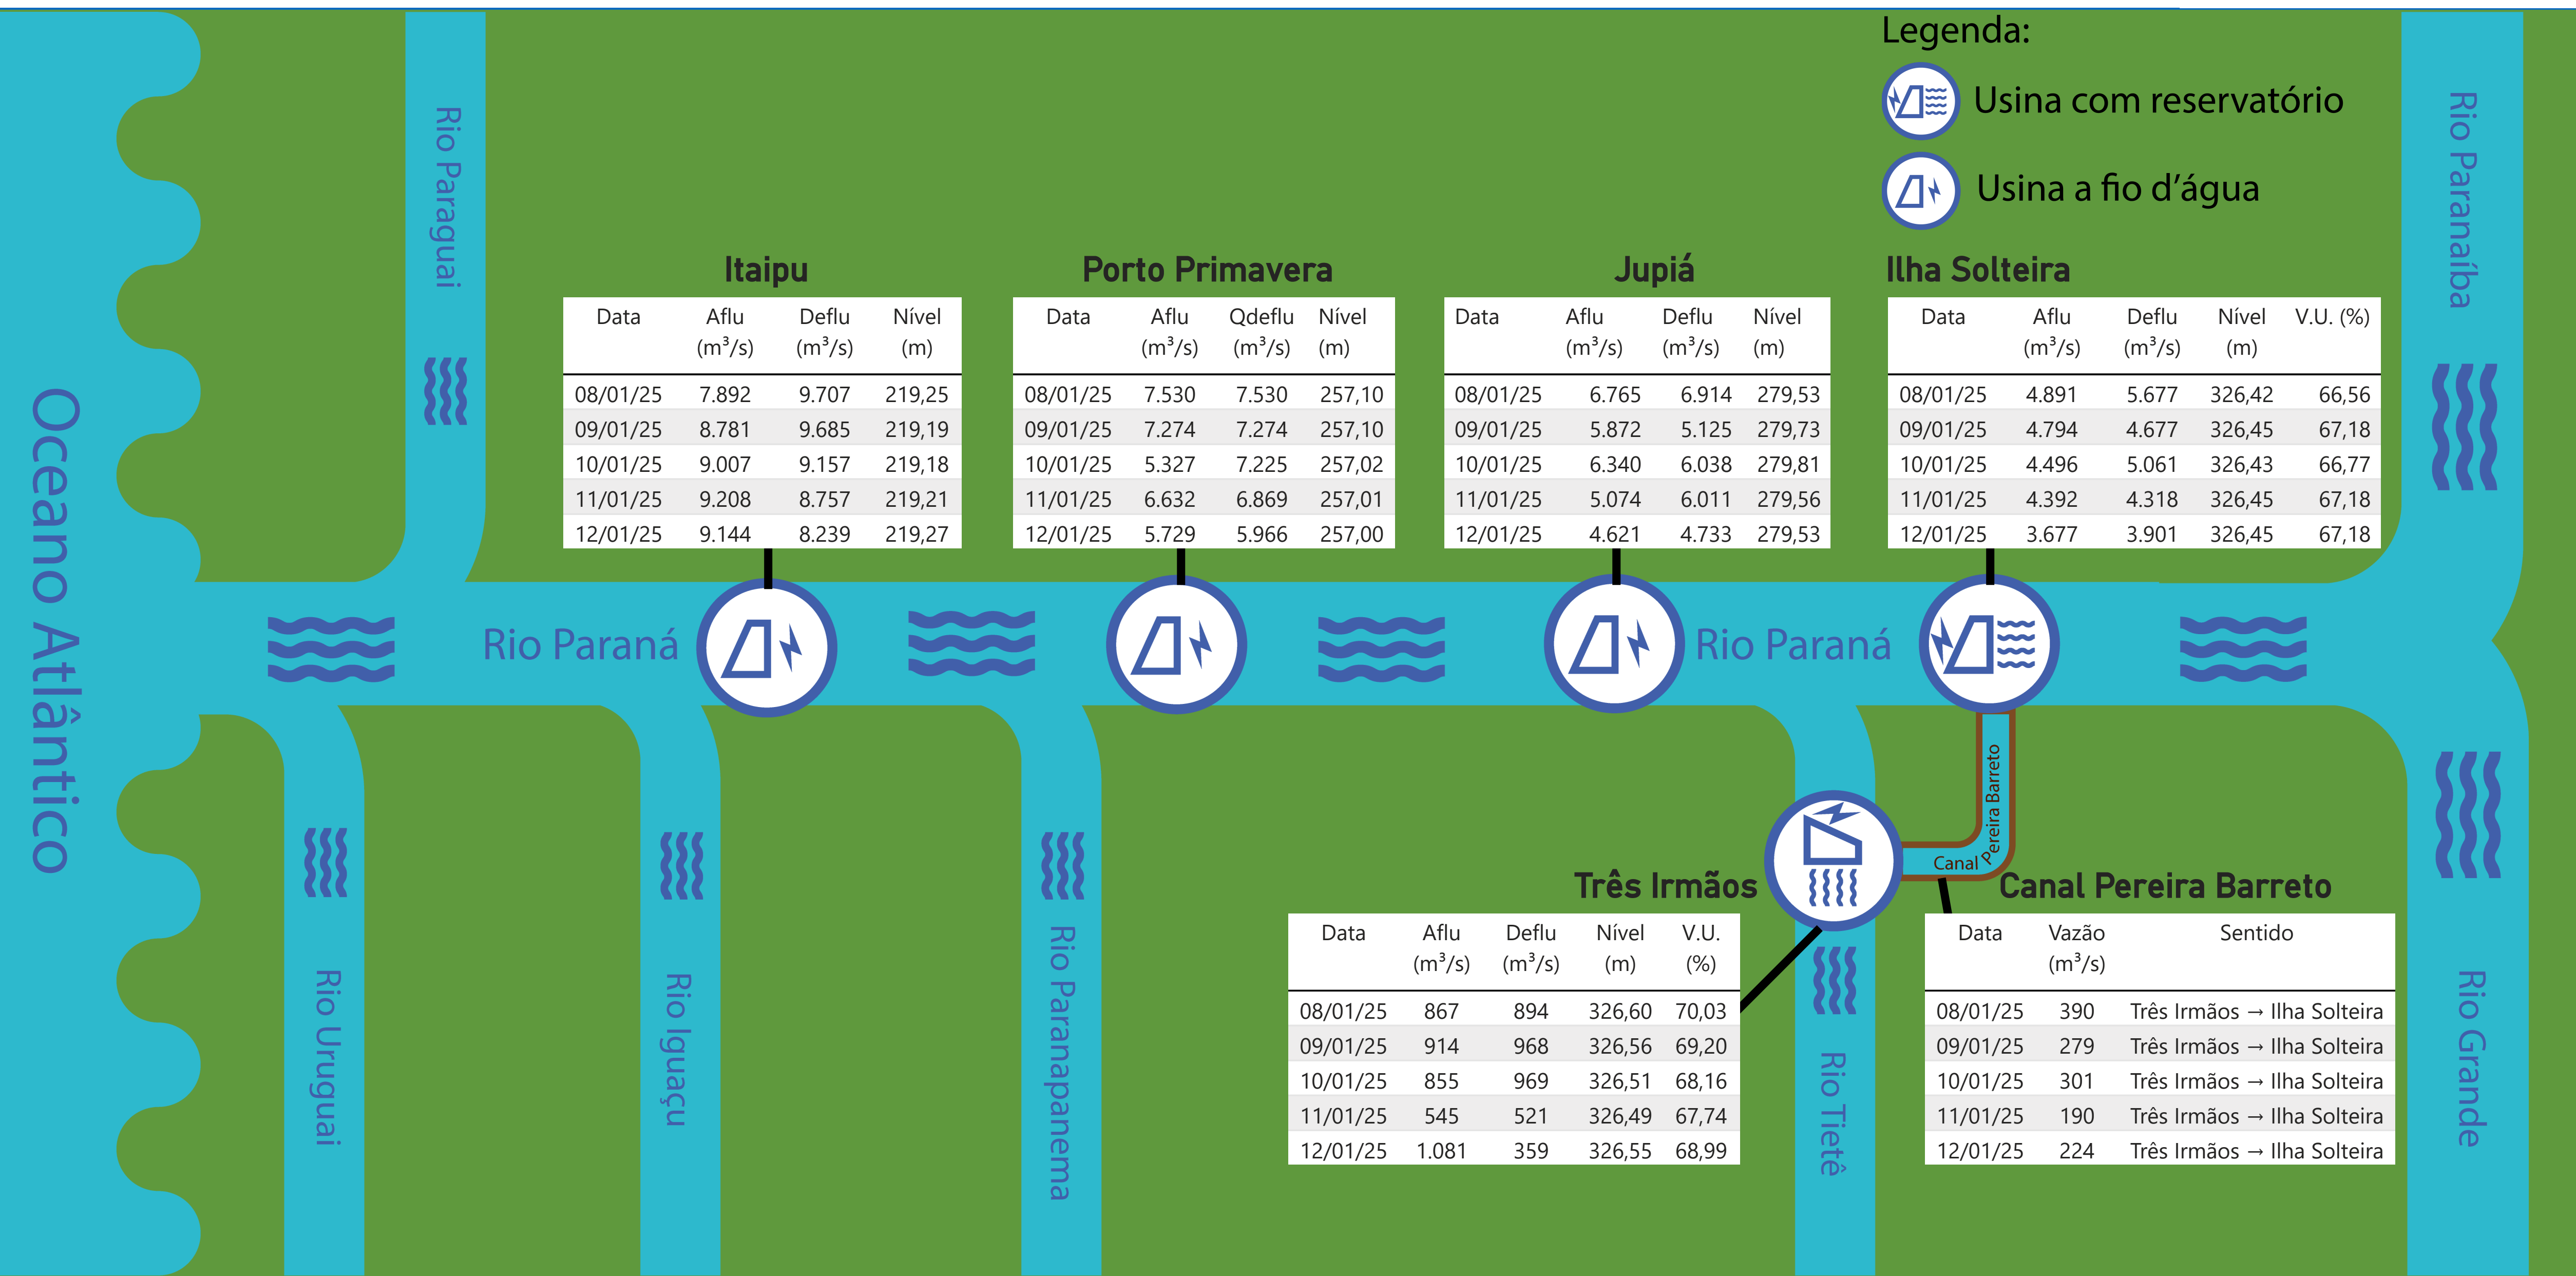 Legenda:
Usina com reservatório
Usina a fio d’água
Oceano Atlântico
Rio Paraguai
Rio Paranaíba
Itaipu
Data Aflu Deflu Nível
(m³/s) (m³/s) (m)
08/01/25 7.892 9.707 219,25
09/01/25 8.781 9.685 219,19
10/01/25 9.007 9.157 219,18
11/01/25 9.208 8.757 219,21
12/01/25 9.144 8.239 219,27
Porto Primavera
Data Aflu Qdeflu Nível
(m³/s) (m³/s) (m)
08/01/25 7.530 7.530 257,10
09/01/25 7.274 7.274 257,10
10/01/25 5.327 7.225 257,02
11/01/25 6.632 6.869 257,01
12/01/25 5.729 5.966 257,00
Jupiá
Data Aflu Deflu Nível
(m³/s) (m³/s) (m)
08/01/25 6.765 6.914 279,53
09/01/25 5.872 5.125 279,73
10/01/25 6.340 6.038 279,81
11/01/25 5.074 6.011 279,56
12/01/25 4.621 4.733 279,53
Ilha Solteira
Data Aflu Deflu Nível V.U. (%)
(m³/s) (m³/s) (m)
08/01/25 4.891 5.677 326,42 66,56
09/01/25 4.794 4.677 326,45 67,18
10/01/25 4.496 5.061 326,43 66,77
11/01/25 4.392 4.318 326,45 67,18
12/01/25 3.677 3.901 326,45 67,18
Rio Paraná
Rio Paraná
Rio Uruguai
Rio Iguaçu
Rio Paranapanema
Rio Tietê
Rio Grande
Canal Pereira Barreto
Três Irmãos
Data Aflu Deflu Nível V.U.
(m³/s) (m³/s) (m) (%)
08/01/25 867 894 326,60 70,03
09/01/25 914 968 326,56 69,20
10/01/25 855 969 326,51 68,16
11/01/25 545 521 326,49 67,74
12/01/25 1.081 359 326,55 68,99
Canal Pereira Barreto
Data Vazão Sentido
(m³/s)
08/01/25 390 Três Irmãos → Ilha Solteira
09/01/25 279 Três Irmãos → Ilha Solteira
10/01/25 301 Três Irmãos → Ilha Solteira
11/01/25 190 Três Irmãos → Ilha Solteira
12/01/25 224 Três Irmãos → Ilha Solteira